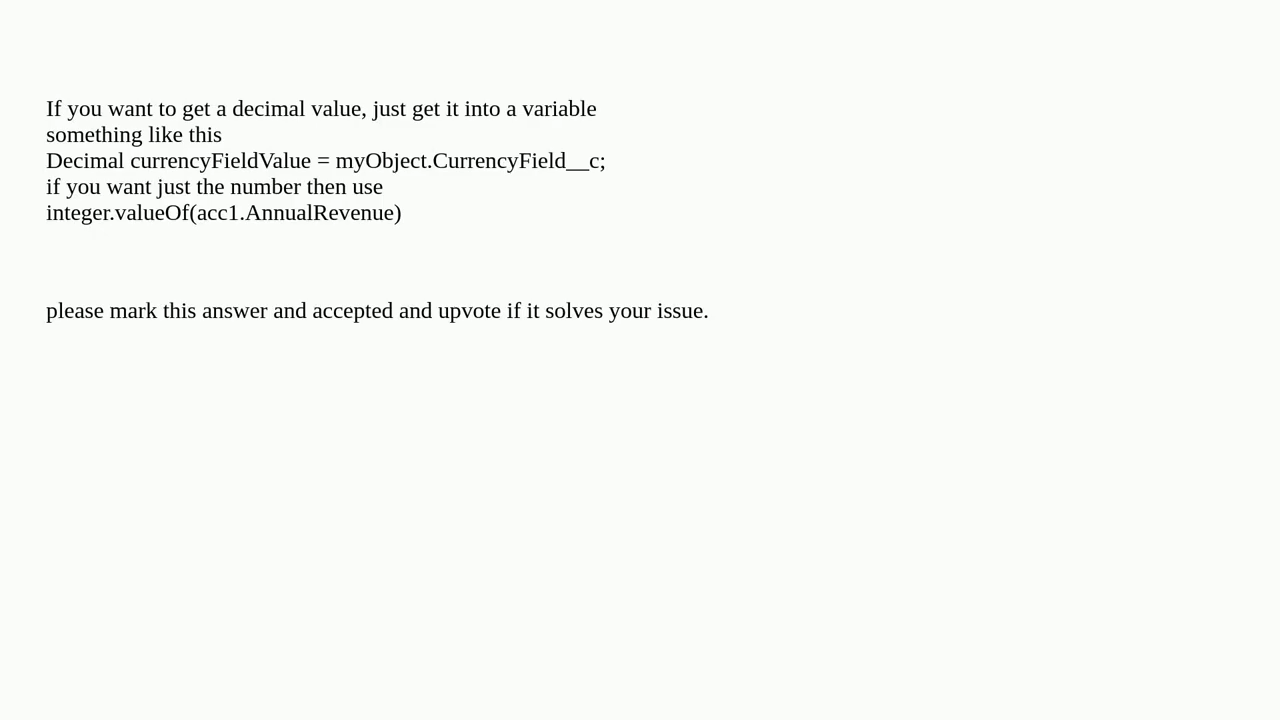 If you want to get a decimal value, just get it into a variable
something like this
Decimal currencyFieldValue = myObject.CurrencyField__c;
if you want just the number then use
integer.valueOf(acc1.AnnualRevenue)
please mark this answer and accepted and upvote if it solves your issue.